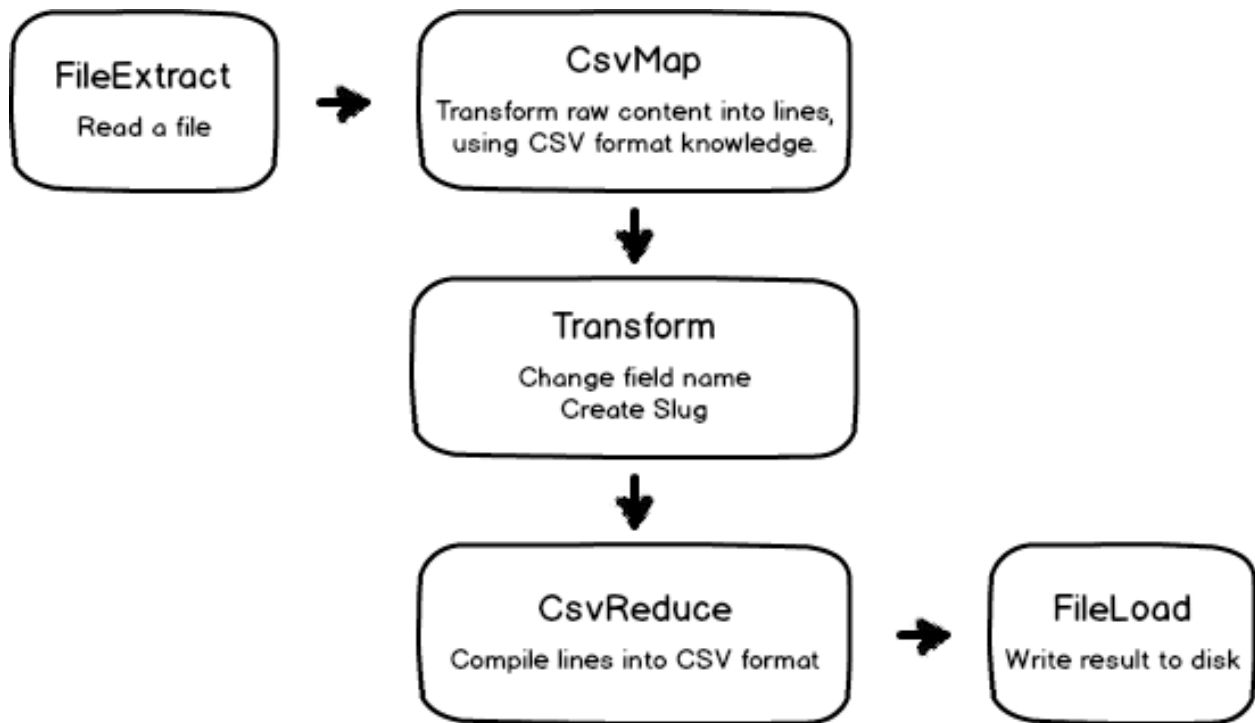 FileExtract
Read a file
CsvMap
Transform raw content into lines,
using CSV format knowledge.
Transform
Change field name
Create Slug
CsvReduce
Compile lines into CSV format
FileLoad
Write result to disk